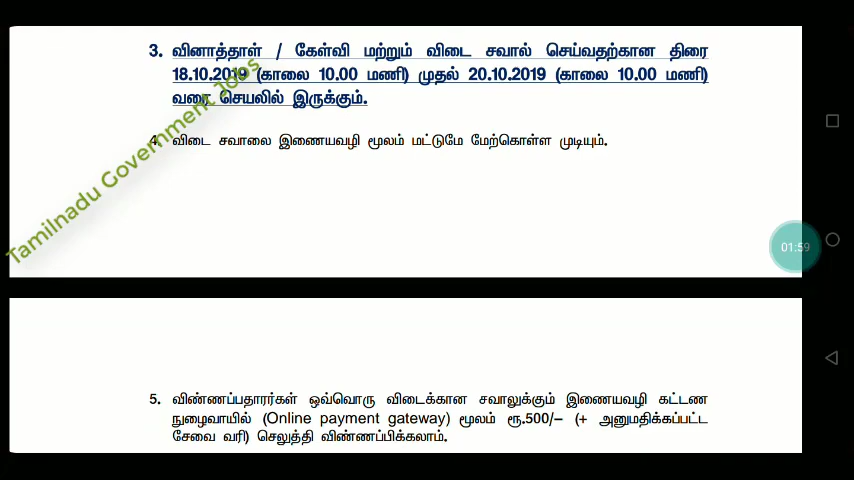 3. வினாத்தாள் / கேள்வி மற்றும் விடை சவால் செய்வதற்கான திரை
18.10.2019 (காலை 10.00 மணி) முதல் 20.10.2019 (காலை 10.00 மணி)
வரை செயலில் இருக்கும்.
4. விடை சவாலை இணையவழி மூலம் மட்டுமே மேற்கொள்ள முடியும்.
Tamilnadu Government Jobs
01:59
5. விண்ணப்பதாரர்கள் ஒவ்வொரு விடைக்கான சவாலுக்கும் இணையவழி கட்டண
நுழைவாயில் (Online payment gateway) மூலம் ரூ.500/– (+ அனுமதிக்கப்பட்ட
சேவை வரி) செலுத்தி விண்ணப்பிக்கலாம்.